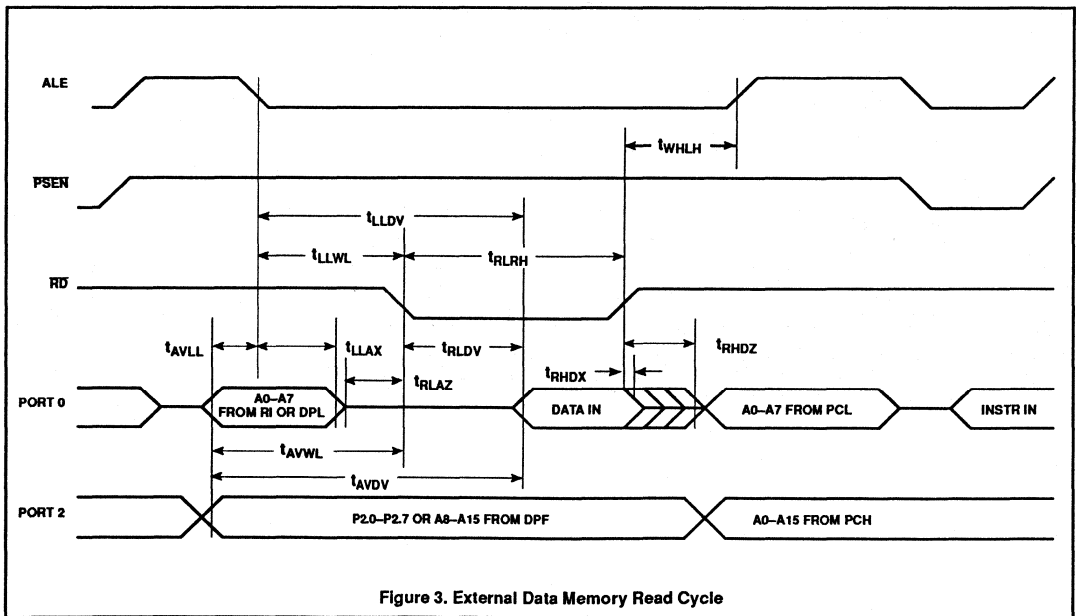 ALE
tWHLH
PSEN
tLLDV
tLLWL
tRLRH
RD
tAVLL
tLLAX
tRLDV
tRHDZ
tRLAZ
tRHDX
PORT 0
A0–A7
FROM RI OR DPL
DATA IN
A0–A7 FROM PCL
INSTR IN
tAVWL
tAVDV
PORT 2
P2.0–P2.7 OR A8–A15 FROM DPF
A0–A15 FROM PCH
Figure 3. External Data Memory Read Cycle